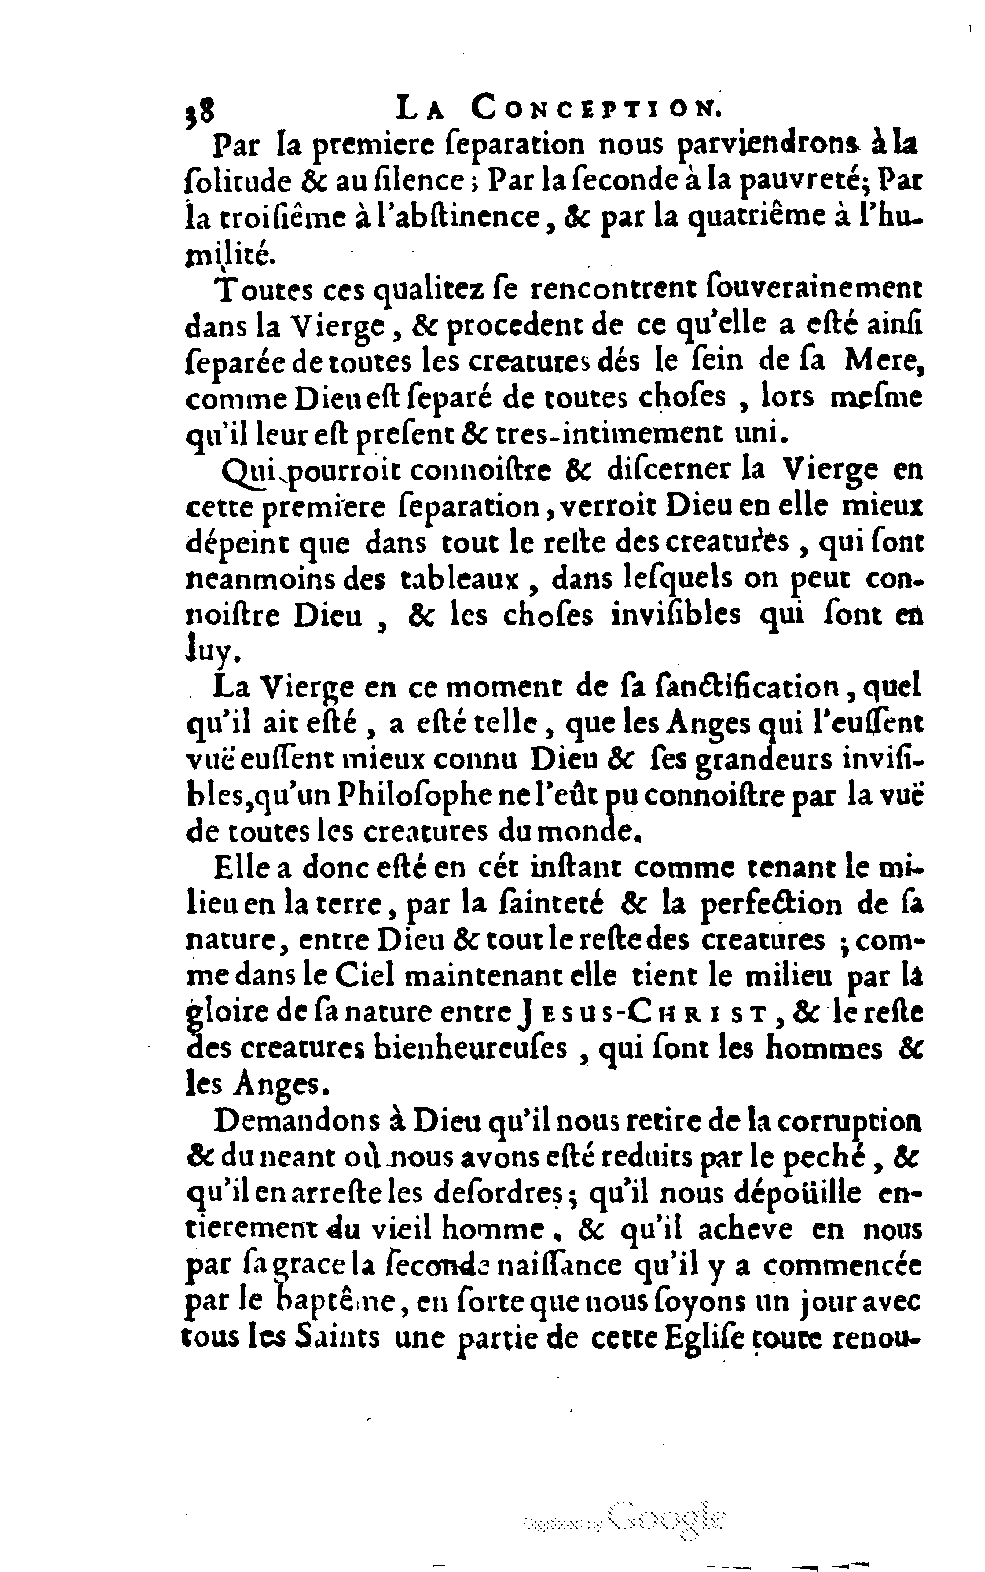 38 LA CONCEPTION.
Par la premiere ſeparation nous parviendrons à la
ſolitude & au ſilence ; Par la ſeconde à la pauvreté; Par
la troiſiême à l'abſtinence, & par la quatriême à l'hu-
milité.
Toutes ces qualitez ſe rencontrent ſouverainement
dans la Vierge, & procedent de ce qu'elle a eſté ainſi
ſeparée de toutes les creatures dés le ſein de ſa Mere,
comme Dieu eſt ſeparé de toutes choſes , lors meſme
qu'il leur eſt preſent & tres-intimement uni.
Qui pourroit connoiſtre & diſcerner la Vierge en
cette premiere ſeparation, verroit Dieu en elle mieux
dépeint que dans tout le reſte des creatures , qui ſont
neanmoins des tableaux , dans leſquels on peut con-
noiſtre Dieu , & les choſes inviſibles qui ſont en
luy.
La Vierge en ce moment de ſa ſanctification, quel
qu'il ait eſté , a eſté telle , que les Anges qui l'euſſent
vuë euſſent mieux connu Dieu & ſes grandeurs inviſi-
bles, qu'un Philoſophe ne l'eût pu connoiſtre par la vuë
de toutes les creatures du monde.
Elle a donc eſté en cét inſtant comme tenant le mi-
lieu en la terre, par la ſainteté & la perfection de ſa
nature, entre Dieu & tout le reſte des creatures ; com-
me dans le Ciel maintenant elle tient le milieu par la
gloire de ſa nature entre JESUS-CHRIST, & le reſte
des creatures bienheureuſes , qui ſont les hommes &
les Anges.
Demandons à Dieu qu'il nous retire de la corruption
& du neant où nous avons eſté reduits par le peché , &
qu'il en arreſte les deſordres ; qu'il nous dépoüille en-
tierement du vieil homme , & qu'il acheve en nous
par ſa grace la ſeconde naiſſance qu'il y a commencée
par le baptême, en ſorte que nous ſoyons un jour avec
tous les Saints une partie de cette Egliſe toute renou-
Digitized by Google